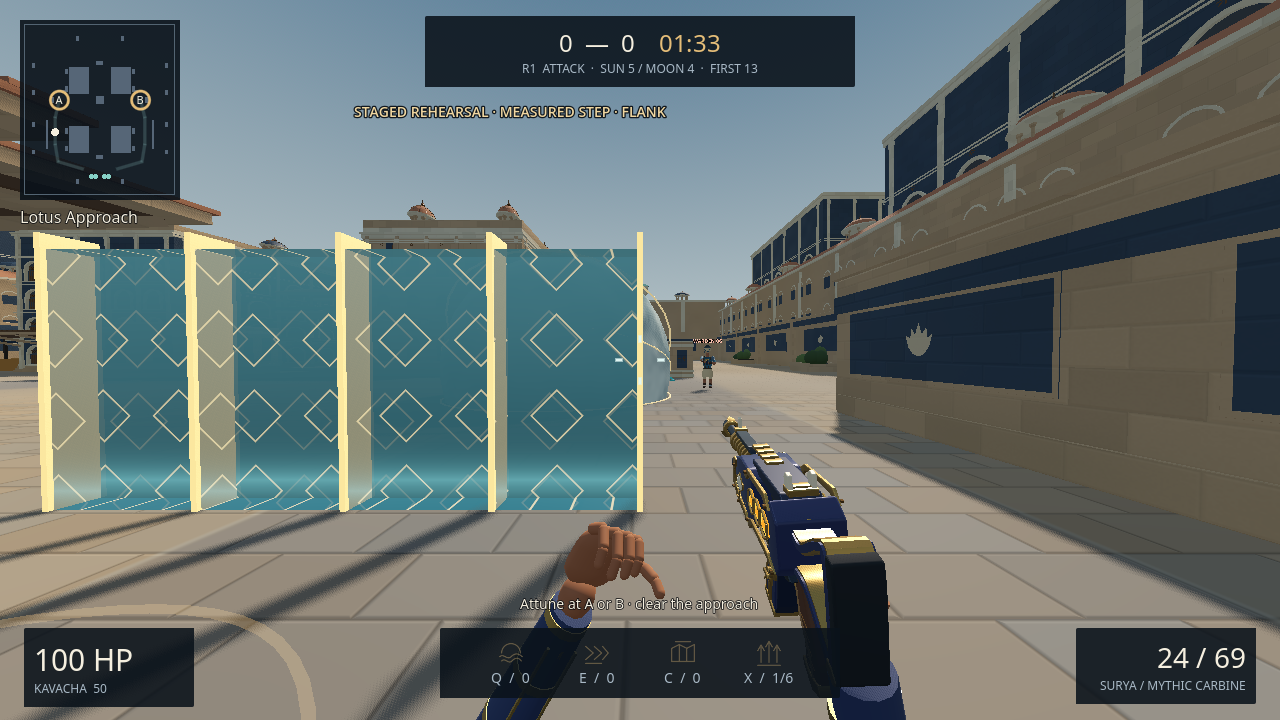 0 — 0 01:33
R1 ATTACK · SUN 5 / MOON 4 · FIRST 13
STAGED REHEARSAL · MEASURED STEP · FLANK
A
B
Lotus Approach
Attune at A or B · clear the approach
100 HP
KAVACHA 50
Q / 0
E / 0
C / 0
X / 1/6
24 / 69
SURYA / MYTHIC CARBINE